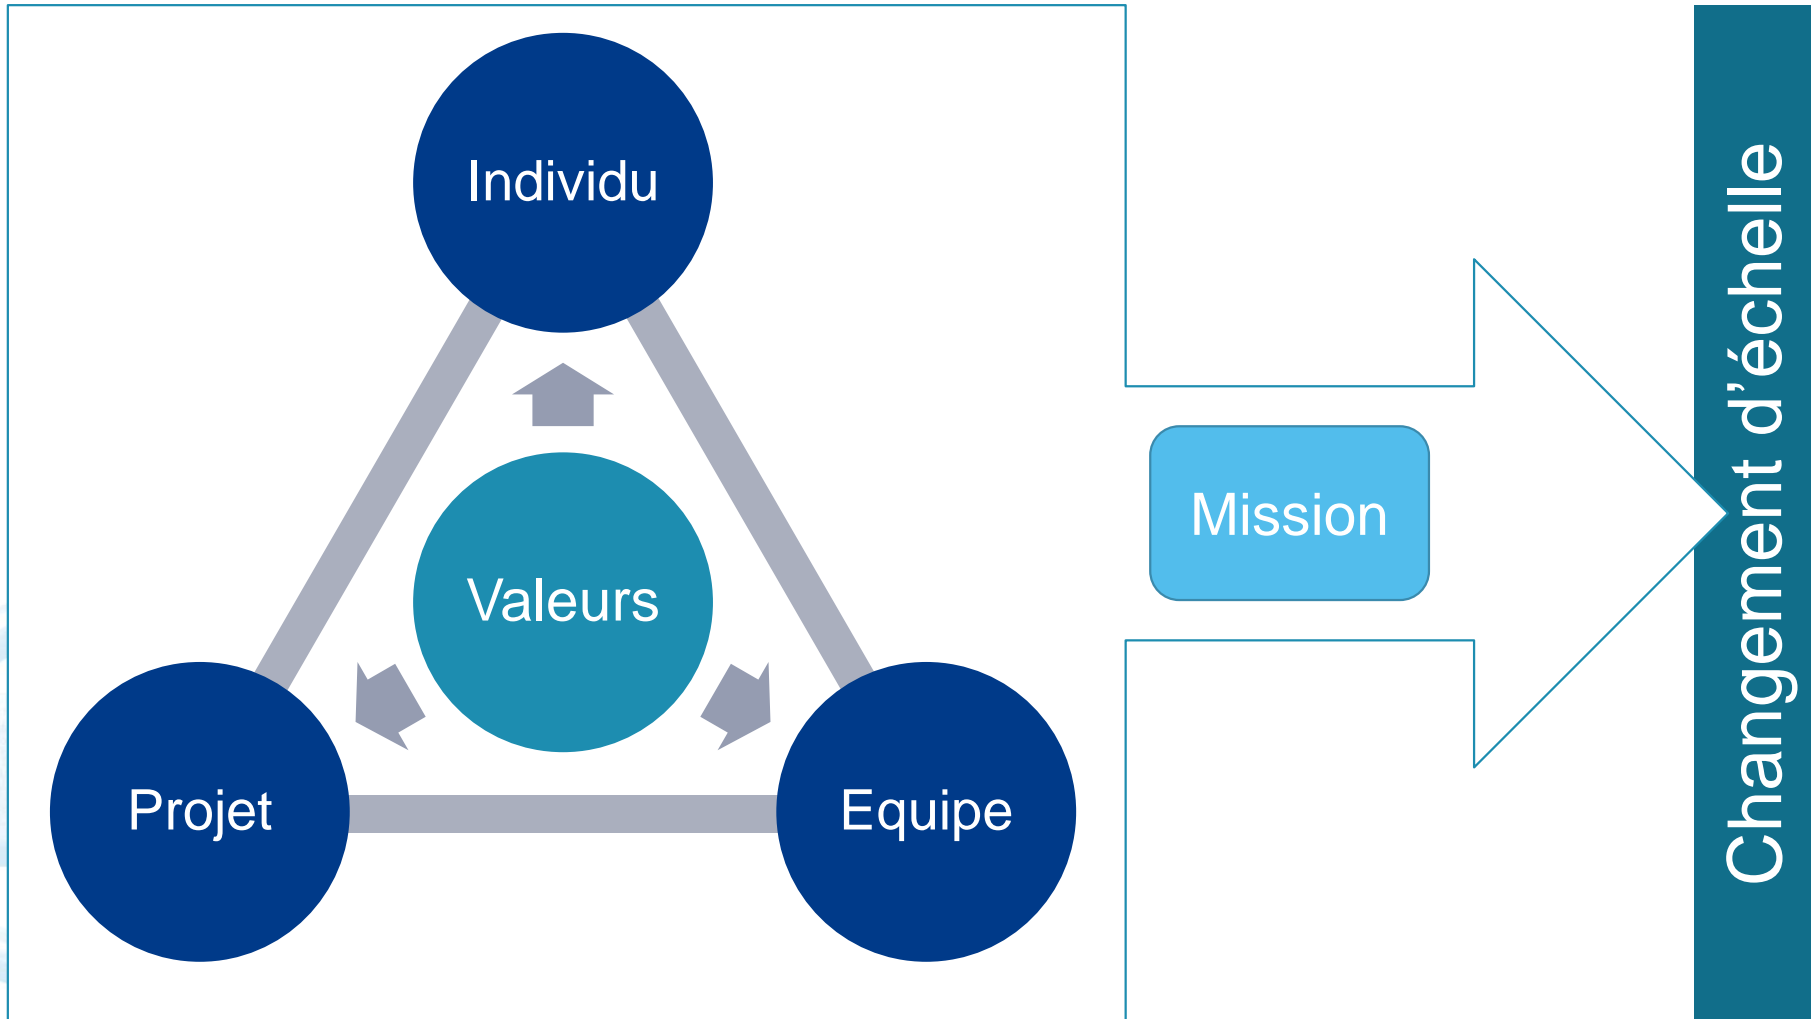 Individu
Valeurs
Projet
Equipe
Mission
Changement d’échelle